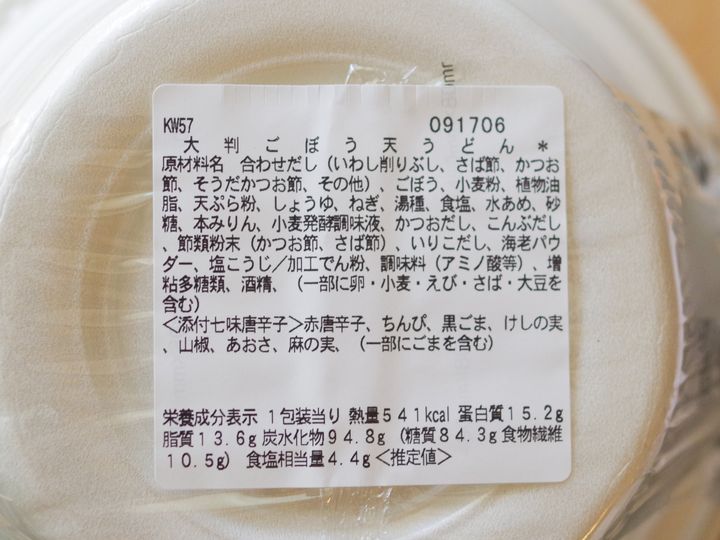 KW57 091706
大判ごぼう天うどん*
原材料名 合わせだし(いわし削りぶし、さば節、かつお
節、そうだかつお節、その他)、ごぼう、小麦粉、植物油
脂、天ぷら粉、しょうゆ、ねぎ、湯種、食塩、水あめ、砂
糖、本みりん、小麦発酵調味液、かつおだし、こんぶだし
、節類粉末(かつお節、さば節)、いりこだし、海老パウ
ダー、塩こうじ/加工でん粉、調味料(アミノ酸等)、増
粘多糖類、酒精、(一部に卵・小麦・えび・さば・大豆を
含む)
<添付七味唐辛子>赤唐辛子、ちんぴ、黒ごま、けしの実
、山椒、あおさ、麻の実、(一部にごまを含む)
栄養成分表示 1包装当り 熱量541kcal 蛋白質15.2g
脂質13.6g 炭水化物94.8g (糖質84.3g 食物繊維
10.5g) 食塩相当量4.4g<推定値>